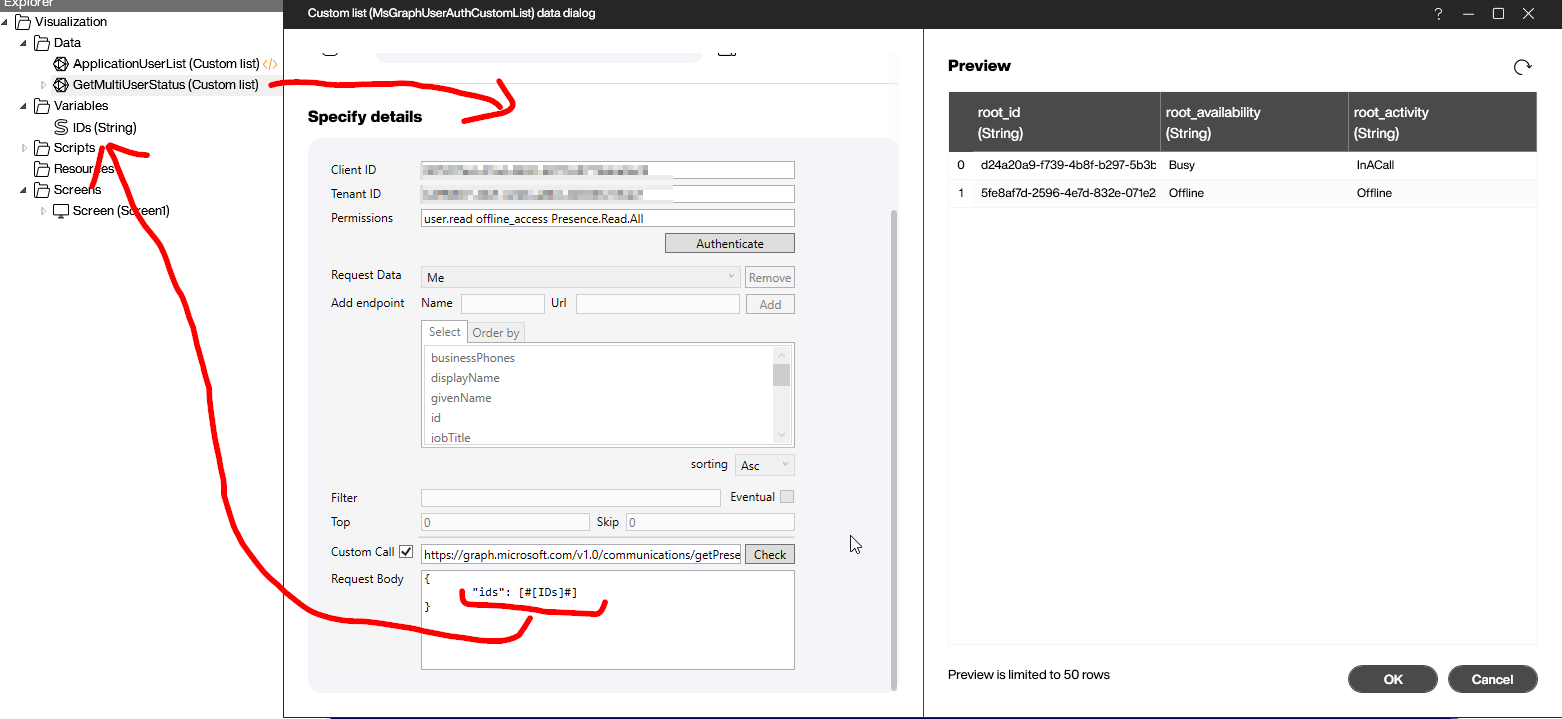 Explorer
Custom list (MsGraphUserAuthCustomList) data dialog
?
Visualization
Data
ApplicationUserList (Custom list) </>
GetMultiUserStatus (Custom list)
Variables
IDs (String)
Scripts
Resources
Screens
Screen (Screen1)
Specify details
Client ID
Tenant ID
Permissions
user.read offline_access Presence.Read.All
Authenticate
Request Data
Me
Remove
Add endpoint
Name
Url
Add
Select
Order by
businessPhones
displayName
givenName
id
jobTitle
sorting
Asc
Filter
Eventual
Top
0
Skip
0
Custom Call
https://graph.microsoft.com/v1.0/communications/getPrese
Check
Request Body
{
"ids": [#[IDs]#]
}
Preview
root_id
(String)
root_availability
(String)
root_activity
(String)
0 d24a20a9-f739-4b8f-b297-5b3b Busy InACall
1 5fe8af7d-2596-4e7d-832e-071e2 Offline Offline
Preview is limited to 50 rows
OK
Cancel